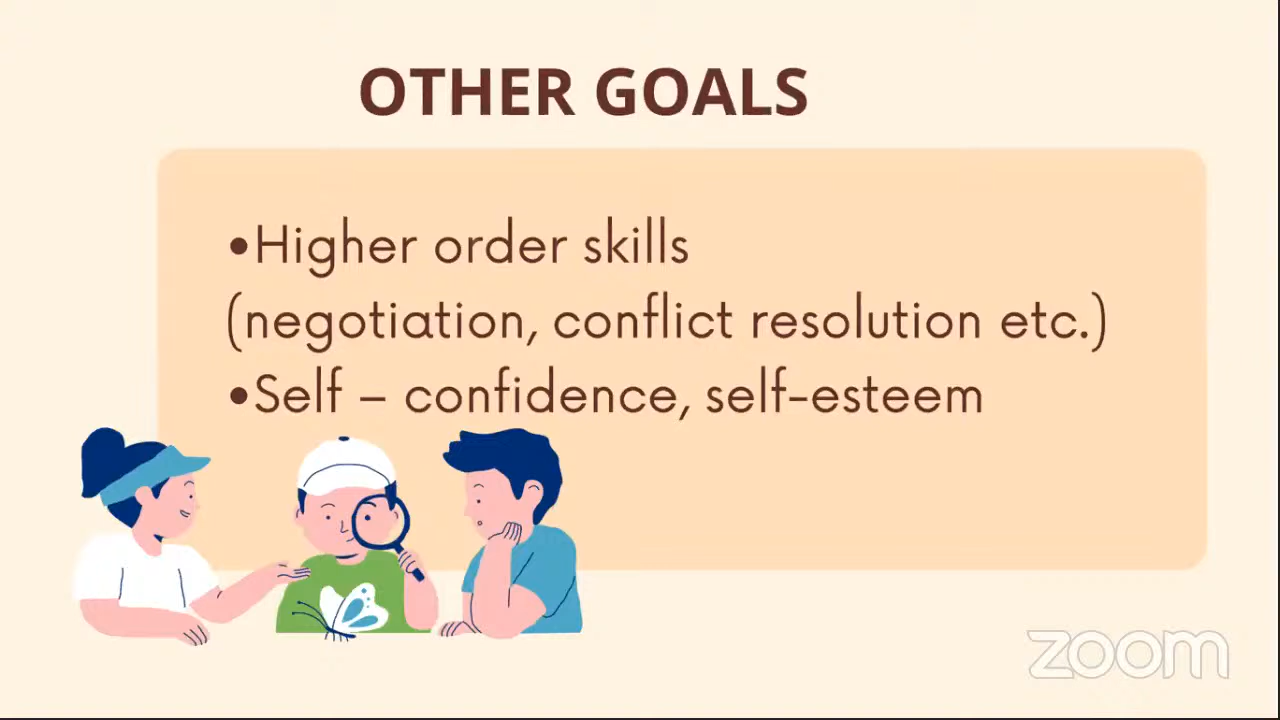 OTHER GOALS
•Higher order skills
(negotiation, conflict resolution etc.)
•Self – confidence, self-esteem
zoom